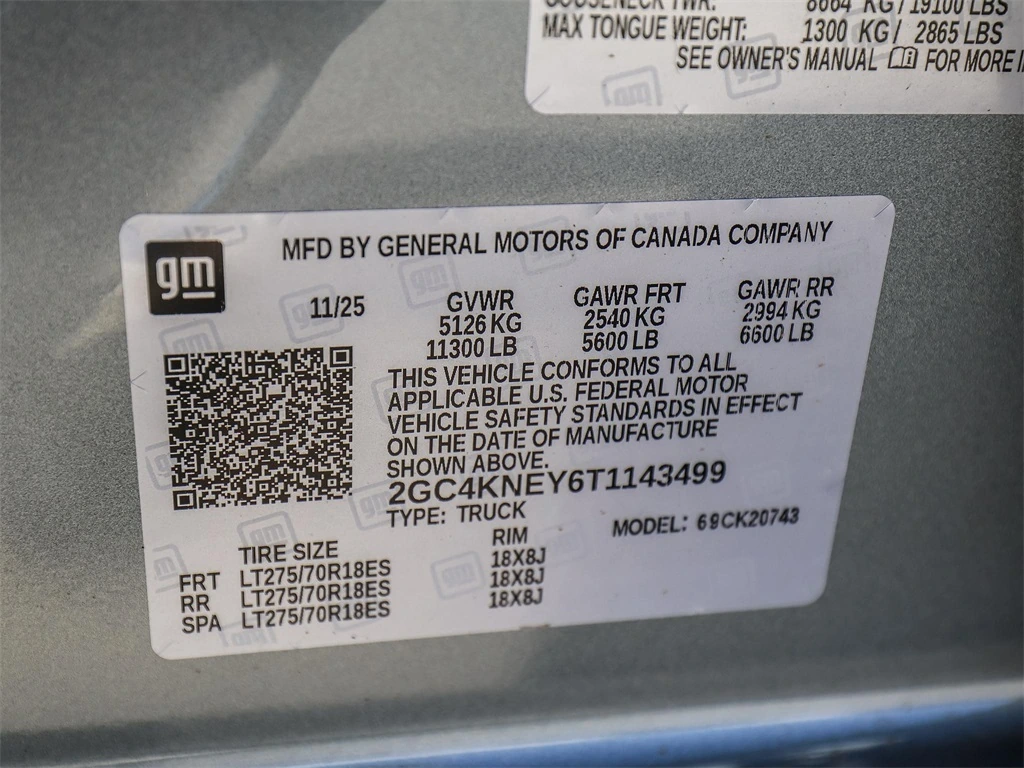 GOOSENECK TWR: 8664 KG/19100 LBS
MAX TONGUE WEIGHT: 1300 KG/ 2865 LBS
SEE OWNER'S MANUAL FOR MORE
gm
MFD BY GENERAL MOTORS OF CANADA COMPANY
11/25 GVWR GAWR FRT GAWR RR
5126 KG 2540 KG 2994 KG
11300 LB 5600 LB 6600 LB
THIS VEHICLE CONFORMS TO ALL
APPLICABLE U.S. FEDERAL MOTOR
VEHICLE SAFETY STANDARDS IN EFFECT
ON THE DATE OF MANUFACTURE
SHOWN ABOVE.
2GC4KNEY6T1143499
TYPE: TRUCK MODEL: 69CK20743
TIRE SIZE RIM
FRT LT275/70R18ES 18X8J
RR LT275/70R18ES 18X8J
SPA LT275/70R18ES 18X8J